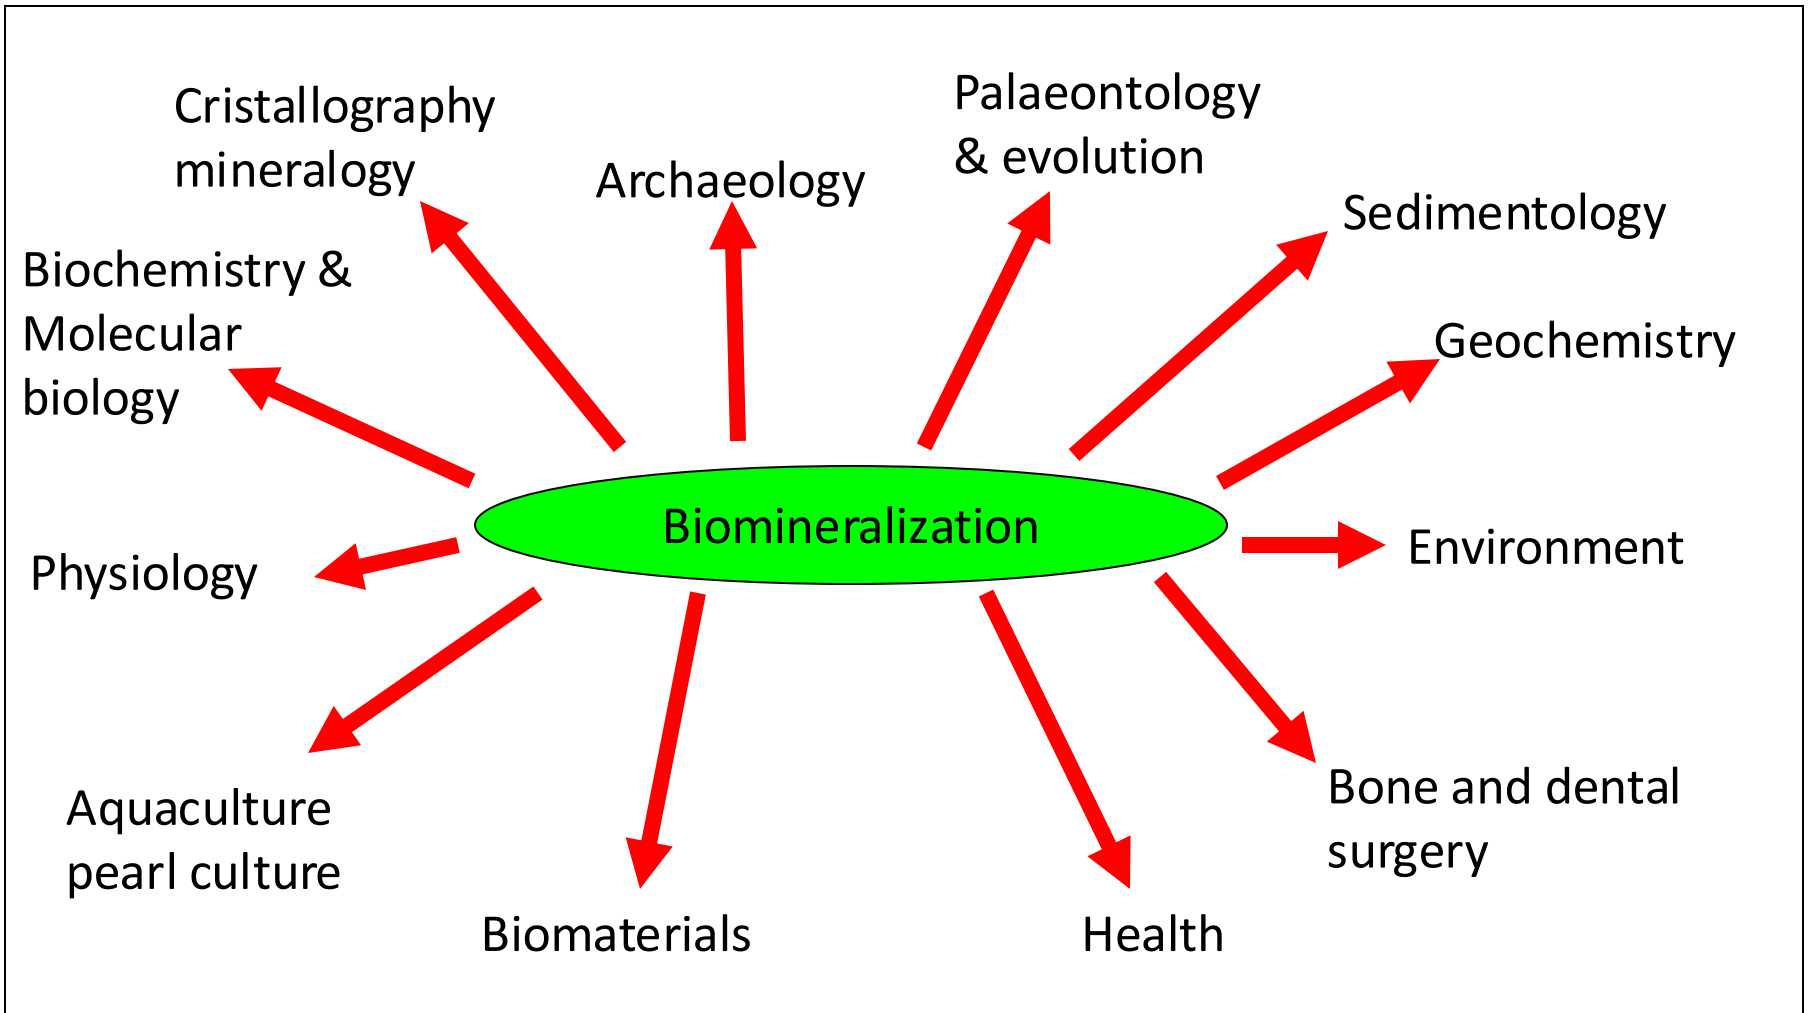 Cristallography
mineralogy
Archaeology
Palaeontology
& evolution
Sedimentology
Biochemistry &
Molecular
biology
Geochemistry
Biomineralization
Physiology
Environment
Aquaculture
pearl culture
Bone and dental
surgery
Biomaterials
Health